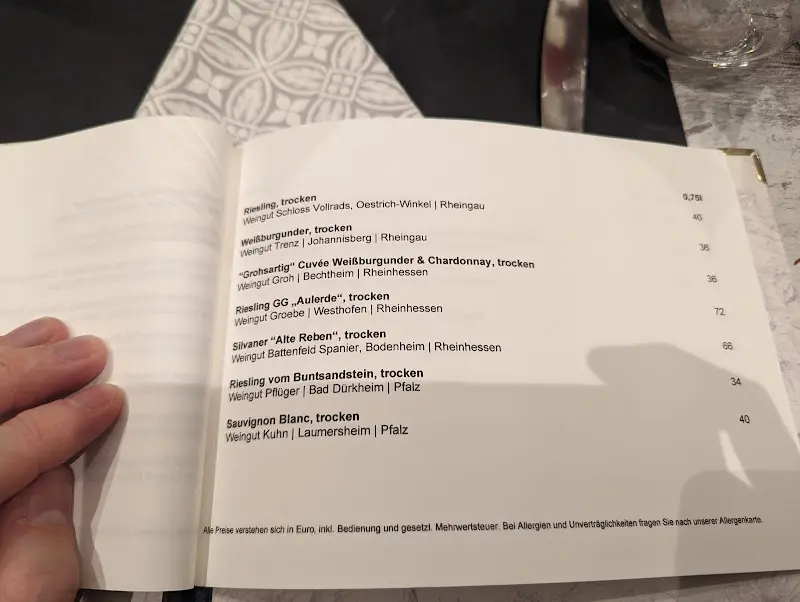 0,75l
Riesling, trocken
Weingut Schloss Vollrads, Oestrich-Winkel | Rheingau 40
Weißburgunder, trocken
Weingut Trenz | Johannisberg | Rheingau 36
"Grohsartig" Cuvée Weißburgunder & Chardonnay, trocken
Weingut Groh | Bechtheim | Rheinhessen 36
Riesling GG „Aulerde", trocken
Weingut Groebe | Westhofen | Rheinhessen 72
Silvaner "Alte Reben", trocken
Weingut Battenfeld Spanier, Bodenheim | Rheinhessen 66
Riesling vom Buntsandstein, trocken
Weingut Pflüger | Bad Dürkheim | Pfalz 34
Sauvignon Blanc, trocken
Weingut Kuhn | Laumersheim | Pfalz 40
Alle Preise verstehen sich in Euro, inkl. Bedienung und gesetzl. Mehrwertsteuer. Bei Allergien und Unverträglichkeiten fragen Sie nach unserer Allergenkarte.